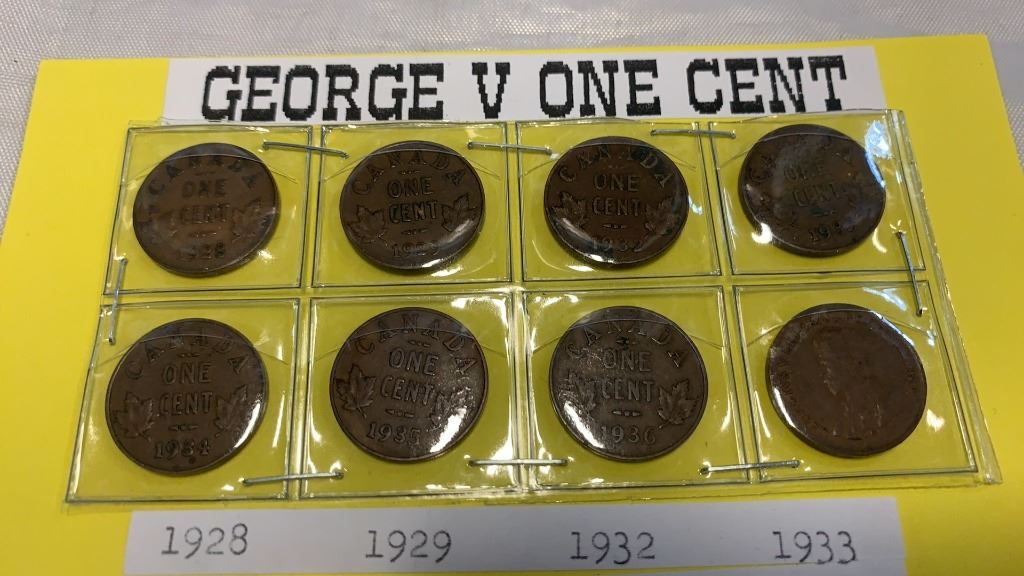 GEORGE V ONE CENT
CANADA
ONE
CENT
CANADA
ONE
CENT
CANADA
ONE
CENT
1932
ONE
CENT
CANADA
ONE
CENT
1934
CANADA
ONE
CENT
1935
CANADA
ONE
CENT
1936
1928 1929 1932 1933